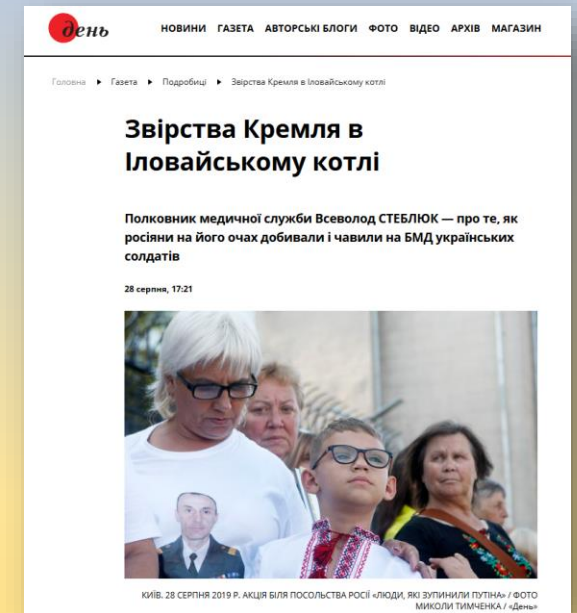 день
НОВИНИ ГАЗЕТА АВТОРСЬКІ БЛОГИ ФОТО ВІДЕО АРХІВ МАГАЗИН
Головна ▸ Газета ▸ Подробиці ▸ Звірства Кремля в Іловайському котлі
Звірства Кремля в
Іловайському котлі
Полковник медичної служби Всеволод СТЕБЛЮК — про те, як
росіяни на його очах добивали і чавили на БМД українських
солдатів
28 серпня, 17:21
КИЇВ. 28 СЕРПНЯ 2019 Р. АКЦІЯ БІЛЯ ПОСОЛЬСТВА РОСІЇ «ЛЮДИ, ЯКІ ЗУПИНИЛИ ПУТІНА» / ФОТО
МИКОЛИ ТИМЧЕНКА / «День»